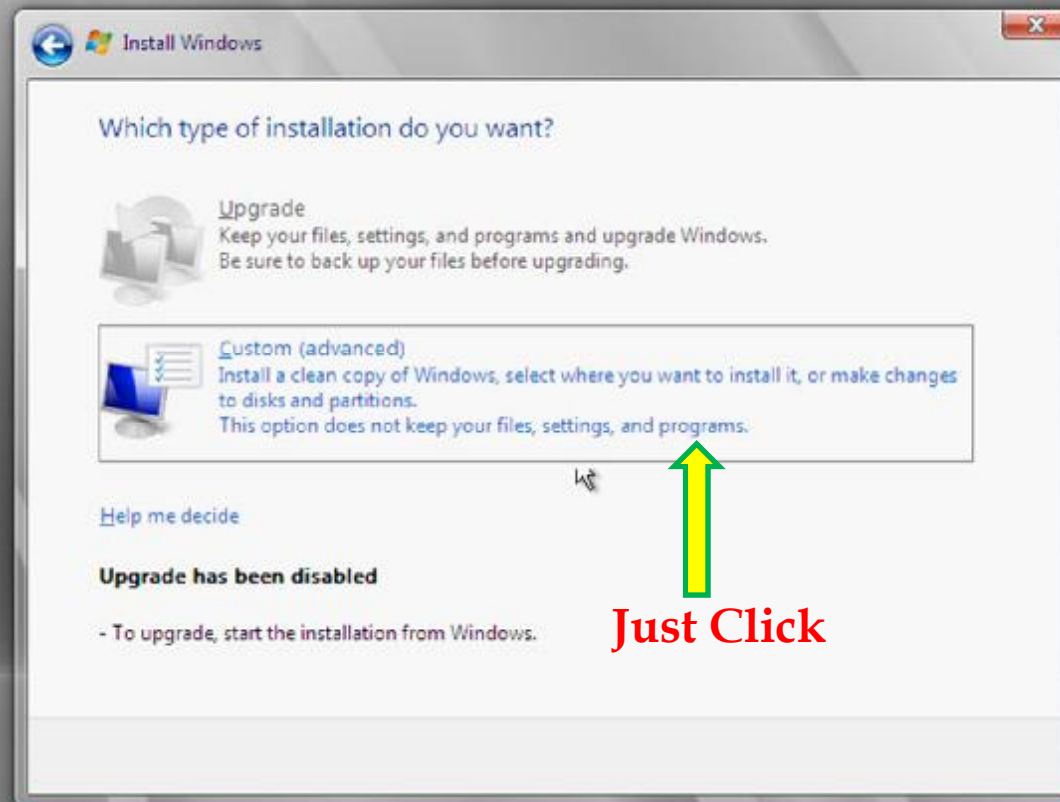 Install Windows
Which type of installation do you want?
Upgrade
Keep your files, settings, and programs and upgrade Windows.
Be sure to back up your files before upgrading.
Custom (advanced)
Install a clean copy of Windows, select where you want to install it, or make changes
to disks and partitions.
This option does not keep your files, settings, and programs.
Help me decide
Upgrade has been disabled
- To upgrade, start the installation from Windows.
Just Click